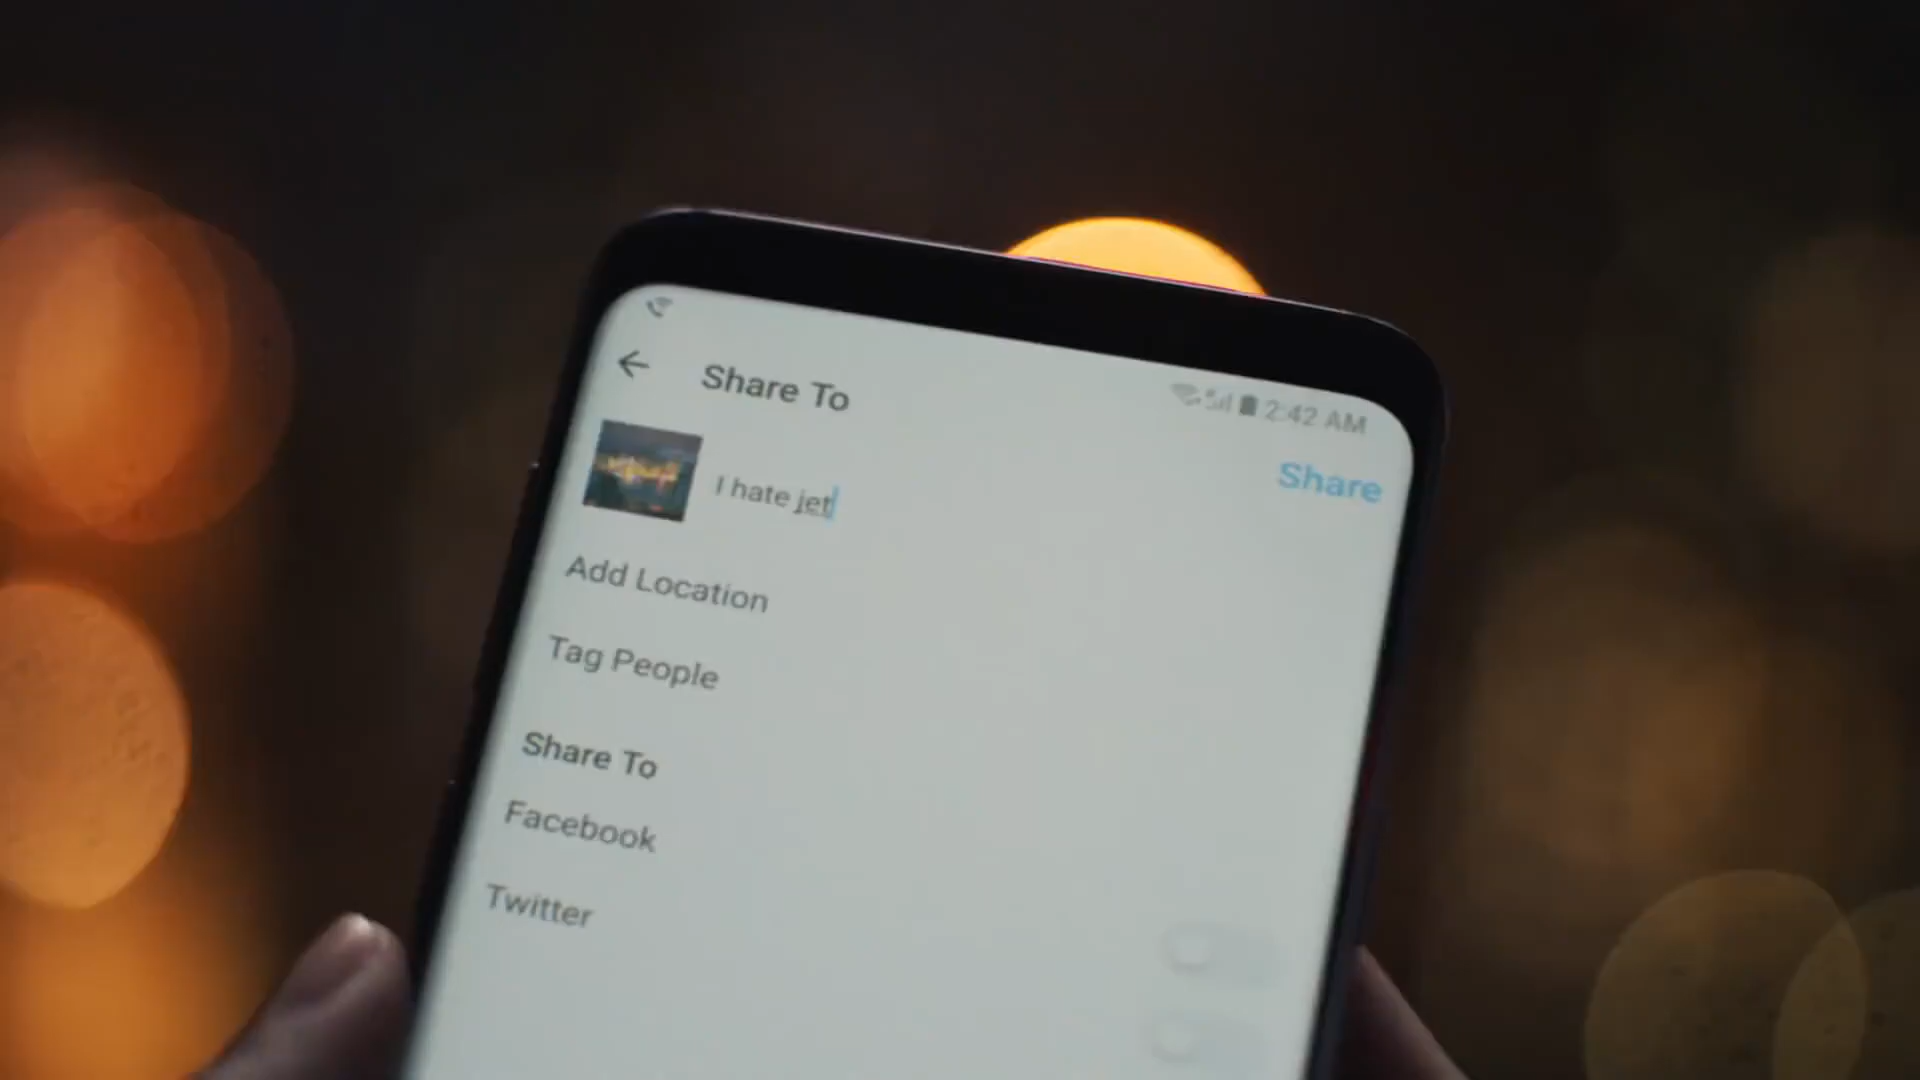 2:42 AM
Share To
Share
I hate jet
Add Location
Tag People
Share To
Facebook
Twitter